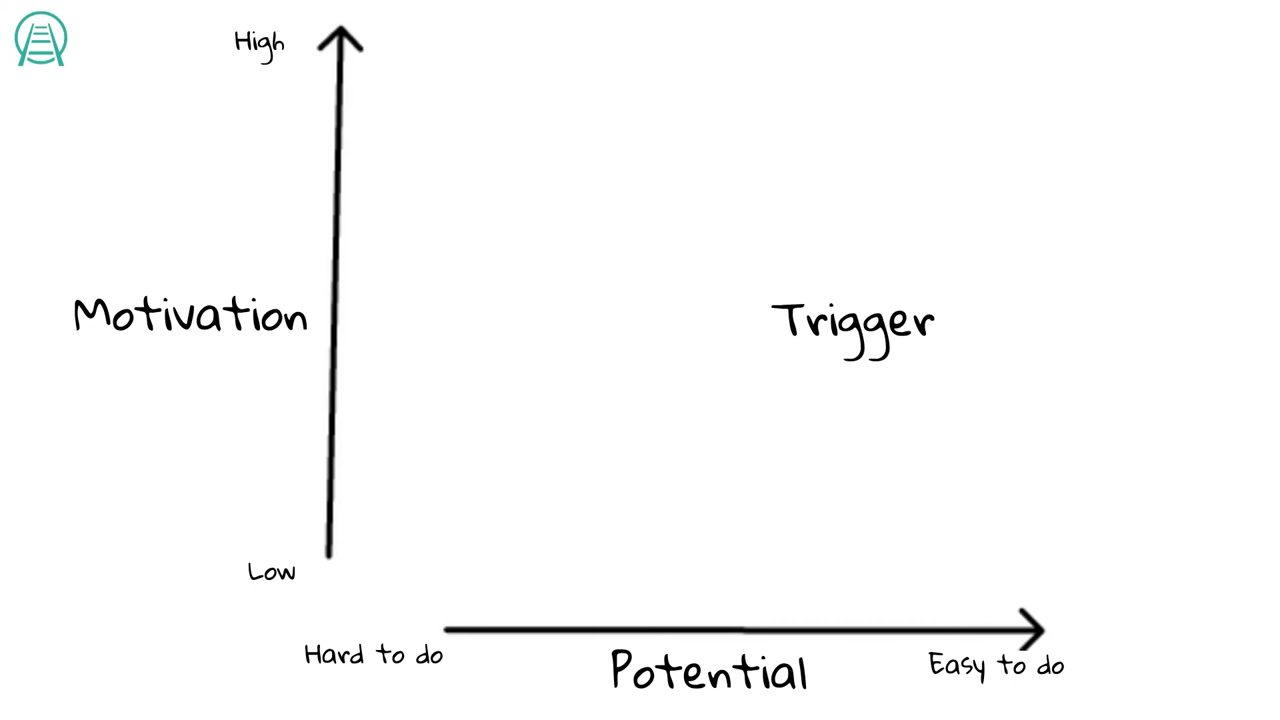 High
Motivation
Trigger
Low
Hard to do
Potential
Easy to do